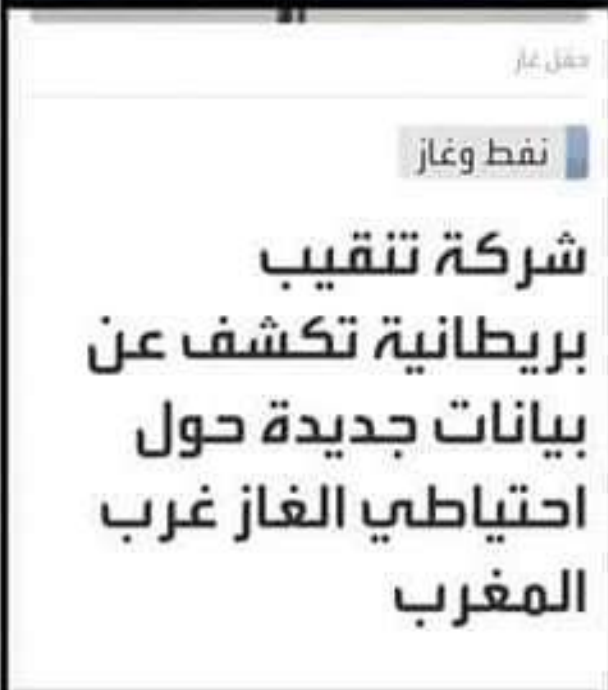 حقل غاز
نفط وغاز
شركة تنقيب
بريطانية تكشف عن
بيانات جديدة حول
احتياطي الغاز غرب
المغرب